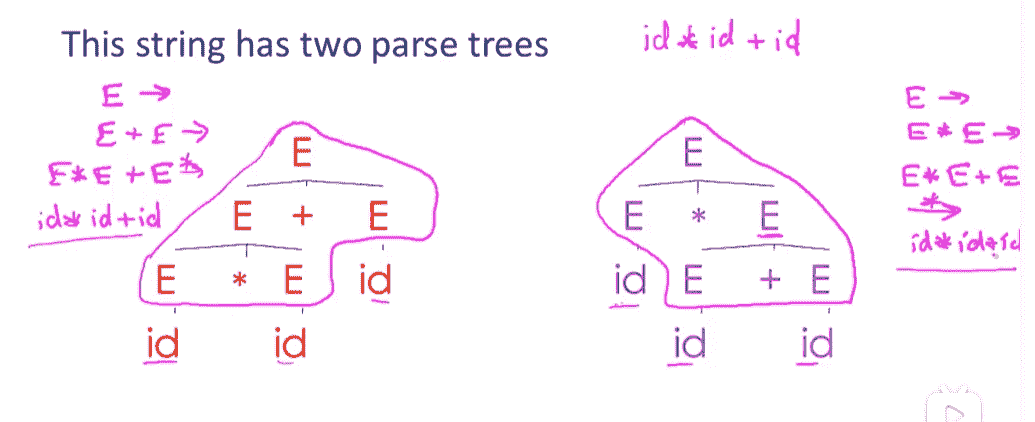 This string has two parse trees
id * id + id
E →
E + E →
E * E + E →*
id * id + id
E
E + E
E * E id
id id
E
E * E
id E + E
id id
E →
E * E →
E * E + E
→*
id * id + id